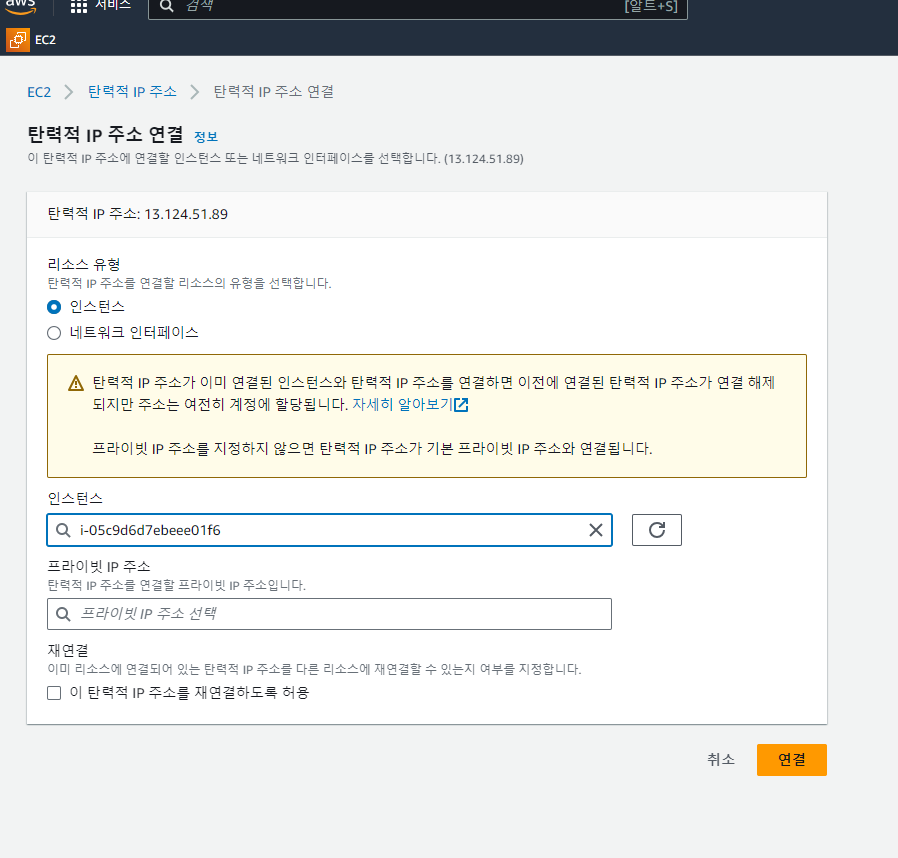 aws
서비스
검색
[알트+S]
EC2
EC2 > 탄력적 IP 주소 > 탄력적 IP 주소 연결
탄력적 IP 주소 연결 정보
이 탄력적 IP 주소에 연결할 인스턴스 또는 네트워크 인터페이스를 선택합니다. (13.124.51.89)
탄력적 IP 주소: 13.124.51.89
리소스 유형
탄력적 IP 주소를 연결할 리소스의 유형을 선택합니다.
인스턴스
네트워크 인터페이스
탄력적 IP 주소가 이미 연결된 인스턴스와 탄력적 IP 주소를 연결하면 이전에 연결된 탄력적 IP 주소가 연결 해제
되지만 주소는 여전히 계정에 할당됩니다. 자세히 알아보기
프라이빗 IP 주소를 지정하지 않으면 탄력적 IP 주소가 기본 프라이빗 IP 주소와 연결됩니다.
인스턴스
i-05c9d6d7ebeee01f6
프라이빗 IP 주소
탄력적 IP 주소를 연결할 프라이빗 IP 주소입니다.
프라이빗 IP 주소 선택
재연결
이미 리소스에 연결되어 있는 탄력적 IP 주소를 다른 리소스에 재연결할 수 있는지 여부를 지정합니다.
이 탄력적 IP 주소를 재연결하도록 허용
취소
연결